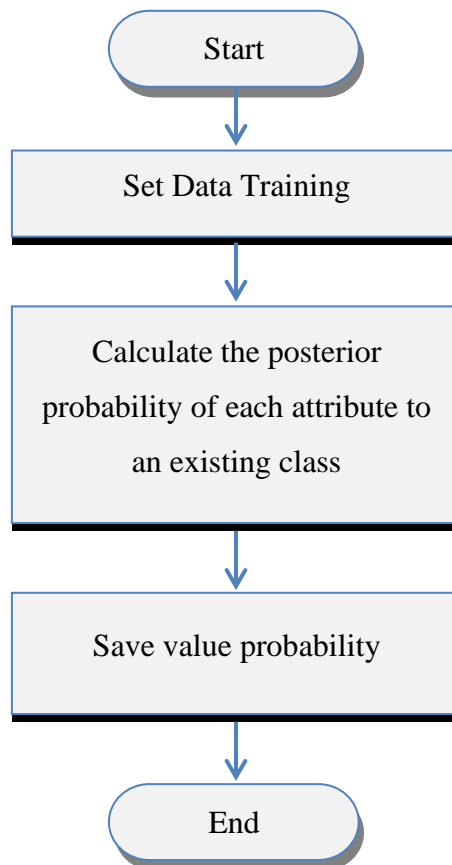 Start
Set Data Training
Calculate the posterior
probability of each attribute to
an existing class
Save value probability
End